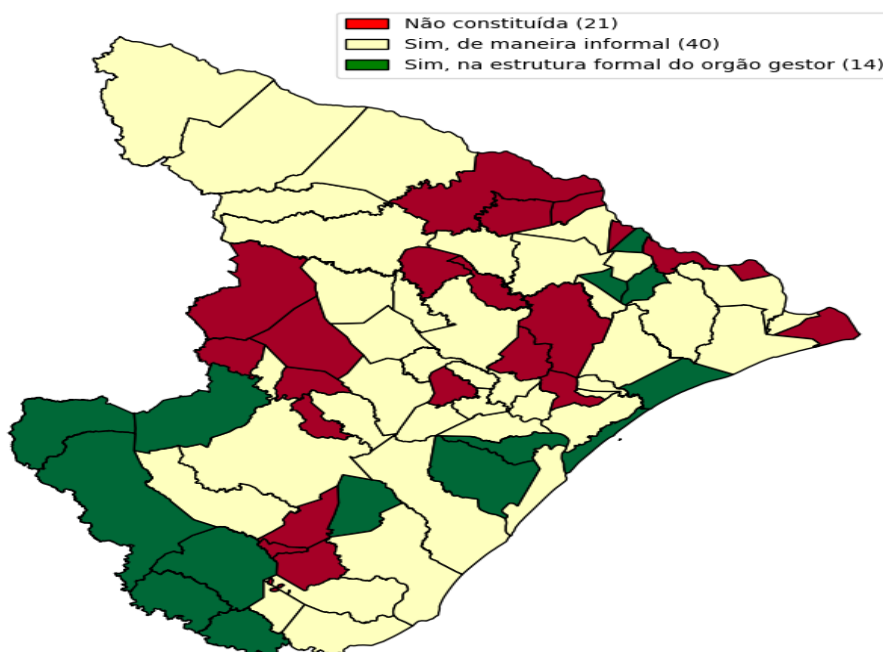 Não constituída (21)
Sim, de maneira informal (40)
Sim, na estrutura formal do orgão gestor (14)